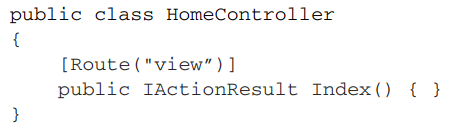 public class HomeController
{
[Route("view”)]
public IActionResult Index() { }
}